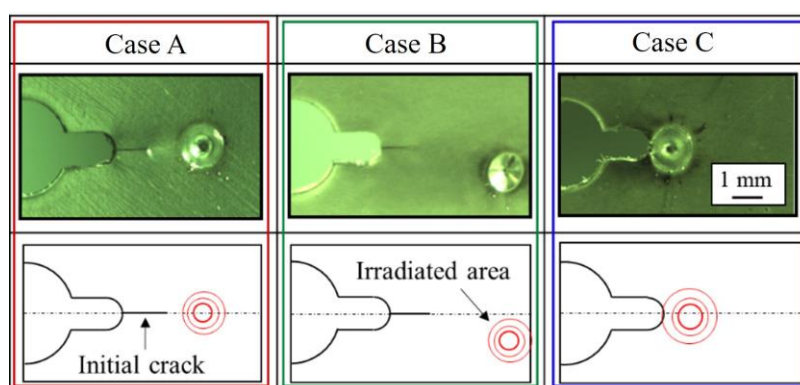 Case A
Case B
Case C
1 mm
Irradiated area
Initial crack